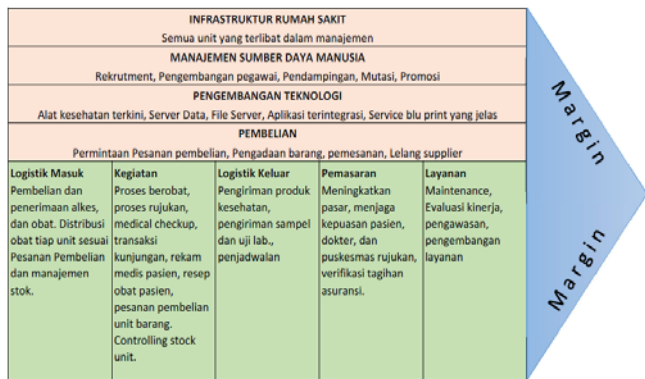 INFRASTRUKTUR RUMAH SAKIT
Semua unit yang terlibat dalam manajemen
MANAJEMEN SUMBER DAYA MANUSIA
Rekrutment, Pengembangan pegawai, Pendampingan, Mutasi, Promosi
PENGEMBANGAN TEKNOLOGI
Alat kesehatan terkini, Server Data, File Server, Aplikasi terintegrasi, Service blu print yang jelas
PEMBELIAN
Permintaan Pesanan pembelian, Pengadaan barang, pemesanan, Lelang supplier
Logistik Masuk
Pembelian dan
penerimaan alkes,
dan obat. Distribusi
obat tiap unit sesuai
Pesanan Pembelian
dan manajemen
stok.
Kegiatan
Proses berobat,
proses rujukan,
medical checkup,
transaksi
kunjungan, rekam
medis pasien, resep
obat pasien,
pesanan pembelian
unit barang.
Controlling stock
unit.
Logistik Keluar
Pengiriman produk
kesehatan,
pengiriman sampel
dan uji lab.,
penjadwalan
Pemasaran
Meningkatkan
pasar, menjaga
kepuasan pasien,
dokter, dan
puskesmas rujukan,
verifikasi tagihan
asuransi.
Layanan
Maintenance,
Evaluasi kinerja,
pengawasan,
pengembangan
layanan
Margin
Margin